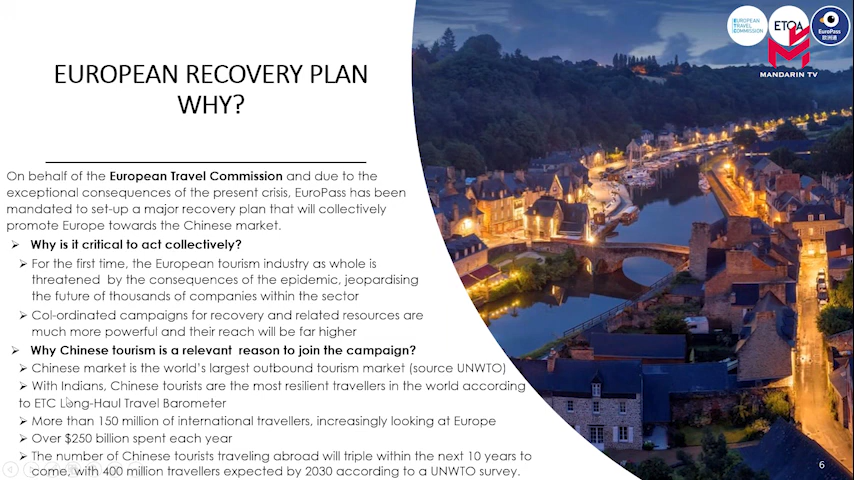 EUROPEAN
TRAVEL
COMMISSION
ETOA
EuroPass
欧洲通
MANDARIN TV
EUROPEAN RECOVERY PLAN
WHY?
On behalf of the European Travel Commission and due to the
exceptional consequences of the present crisis, EuroPass has been
mandated to set-up a major recovery plan that will collectively
promote Europe towards the Chinese market.
➢ Why is it critical to act collectively?
➢ For the first time, the European tourism industry as whole is
threatened by the consequences of the epidemic, jeopardising
the future of thousands of companies within the sector
➢ Col-ordinated campaigns for recovery and related resources are
much more powerful and their reach will be far higher
➢ Why Chinese tourism is a relevant reason to join the campaign?
➢ Chinese market is the world's largest outbound tourism market (source UNWTO)
➢ With Indians, Chinese tourists are the most resilient travellers in the world according
to ETC Long-Haul Travel Barometer
➢ More than 150 million of international travellers, increasingly looking at Europe
➢ Over $250 billion spent each year
➢ The number of Chinese tourists traveling abroad will triple within the next 10 years to
come, with 400 million travellers expected by 2030 according to a UNWTO survey.
6